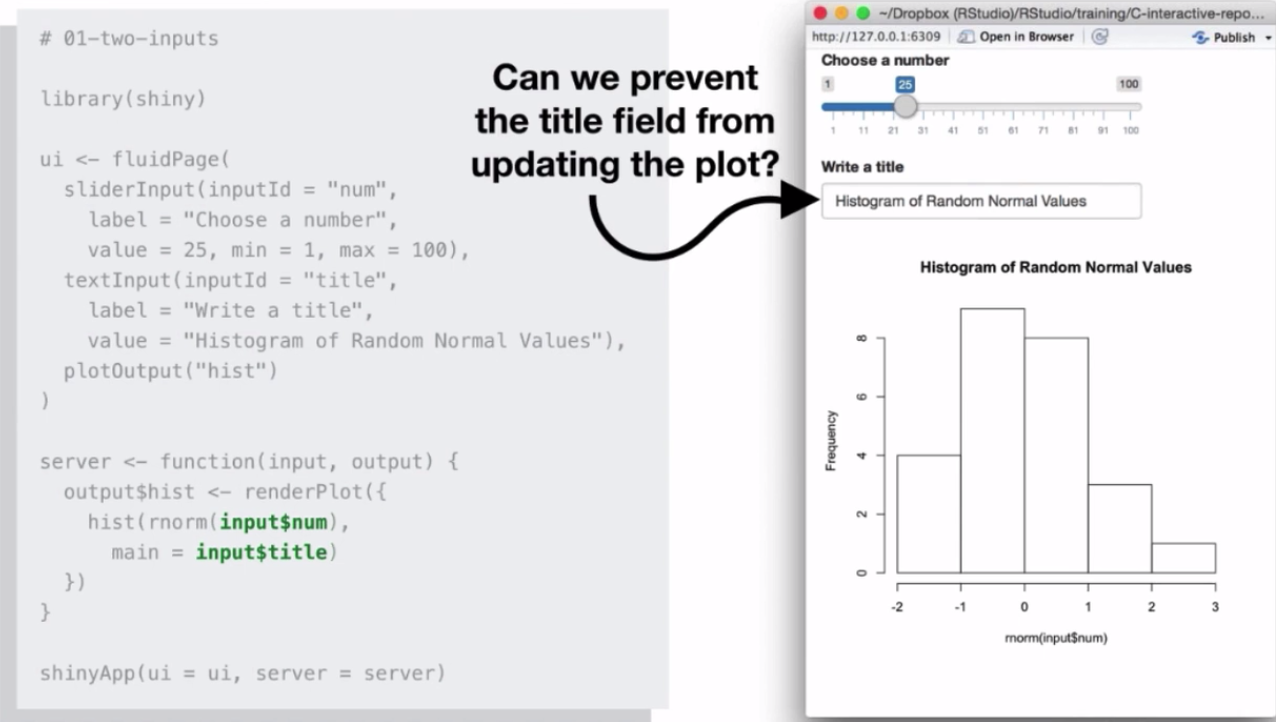 # 01-two-inputs
library(shiny)
ui <- fluidPage(
sliderInput(inputId = "num",
label = "Choose a number",
value = 25, min = 1, max = 100),
textInput(inputId = "title",
label = "Write a title",
value = "Histogram of Random Normal Values"),
plotOutput("hist")
)
server <- function(input, output) {
output$hist <- renderPlot({
hist(rnorm(input$num),
main = input$title)
})
}
shinyApp(ui = ui, server = server)
Can we prevent
the title field from
updating the plot?
~/Dropbox (RStudio)/RStudio/training/C-interactive-repo...
http://127.0.0.1:6309 Open in Browser Publish
Choose a number
1 25 100
1 11 21 31 41 51 61 71 81 91 100
Write a title
Histogram of Random Normal Values
Histogram of Random Normal Values
Frequency
8
6
4
2
0
-2 -1 0 1 2 3
rnorm(input$num)